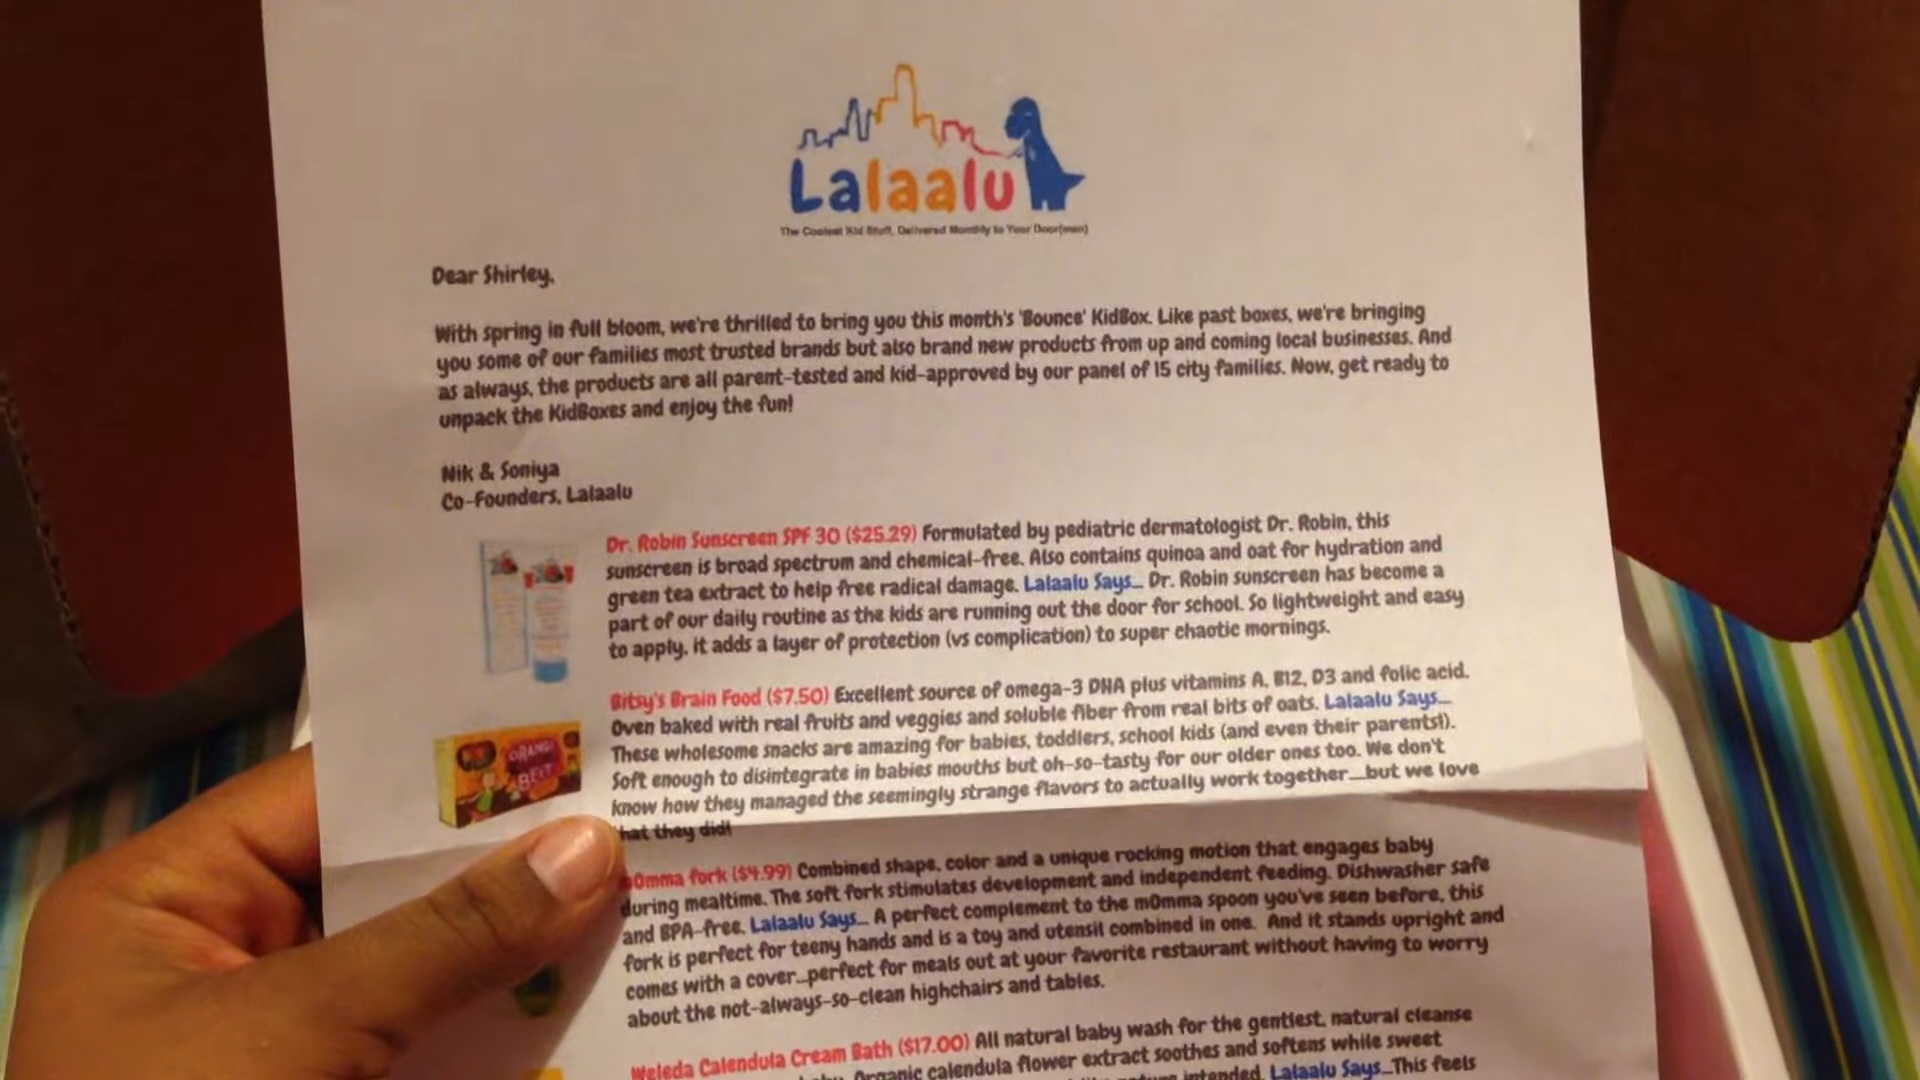 Lalaalu
The Coolest Kid Stuff, Delivered Monthly to Your Door(man)
Dear Shirley,
With spring in full bloom, we're thrilled to bring you this month's 'Bounce' KidBox. Like past boxes, we're bringing
you some of our families most trusted brands but also brand new products from up and coming local businesses. And
as always, the products are all parent-tested and kid-approved by our panel of 15 city families. Now, get ready to
unpack the KidBoxes and enjoy the fun!
Nik & Soniya
Co-Founders, Lalaalu
Dr. Robin Sunscreen SPF 30 ($25.29) Formulated by pediatric dermatologist Dr. Robin, this
sunscreen is broad spectrum and chemical-free. Also contains quinoa and oat for hydration and
green tea extract to help free radical damage. Lalaalu Says... Dr. Robin sunscreen has become a
part of our daily routine as the kids are running out the door for school. So lightweight and easy
to apply, it adds a layer of protection (vs complication) to super chaotic mornings.
Bitsy's Brain Food ($7.50) Excellent source of omega-3 DHA plus vitamins A, B12, D3 and folic acid.
Oven baked with real fruits and veggies and soluble fiber from real bits of oats. Lalaalu Says...
These wholesome snacks are amazing for babies, toddlers, school kids (and even their parents!).
Soft enough to disintegrate in babies mouths but oh-so-tasty for our older ones too. We don't
know how they managed the seemingly strange flavors to actually work together...but we love
that they did!
ORANGE
BEET
mOmma fork ($4.99) Combined shape, color and a unique rocking motion that engages baby
during mealtime. The soft fork stimulates development and independent feeding. Dishwasher safe
and BPA-free. Lalaalu Says... A perfect complement to the mOmma spoon you've seen before, this
fork is perfect for teeny hands and is a toy and utensil combined in one. And it stands upright and
comes with a cover...perfect for meals out at your favorite restaurant without having to worry
about the not-always-so-clean highchairs and tables.
Weleda Calendula Cream Bath ($17.00) All natural baby wash for the gentlest, natural cleanse
Organic calendula flower extract soothes and softens while sweet
intended. Lalaalu Says...This feels